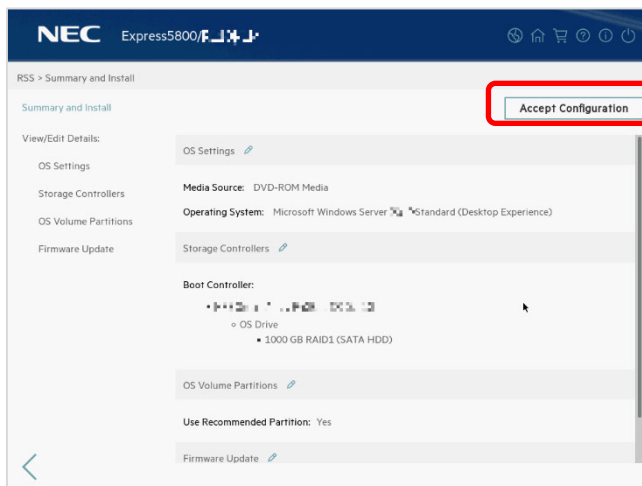 NEC Express5800/
RSS > Summary and Install
Summary and Install
Accept Configuration
View/Edit Details:
OS Settings
Storage Controllers
OS Volume Partitions
Firmware Update
OS Settings
Media Source: DVD-ROM Media
Operating System: Microsoft Windows Server Standard (Desktop Experience)
Storage Controllers
Boot Controller:
OS Drive
1000 GB RAID1 (SATA HDD)
OS Volume Partitions
Use Recommended Partition: Yes
Firmware Update